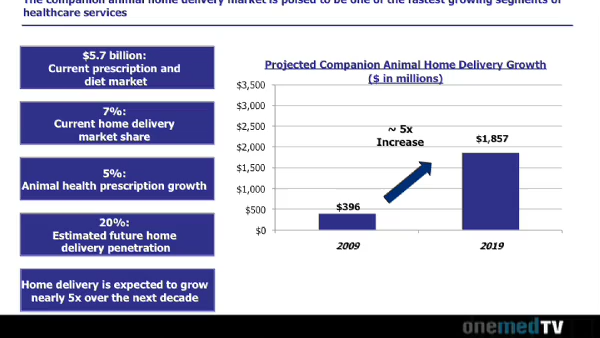 The companion animal home delivery market is poised to be one of the fastest growing segments of
healthcare services
$5.7 billion:
Current prescription and
diet market
7%:
Current home delivery
market share
5%:
Animal health prescription growth
20%:
Estimated future home
delivery penetration
Home delivery is expected to grow
nearly 5x over the next decade
Projected Companion Animal Home Delivery Growth
($ in millions)
$3,500
$3,000
$2,500
$2,000
$1,500
$1,000
$500
$0
~ 5x
Increase
$396
$1,857
2009
2019
onemedTV